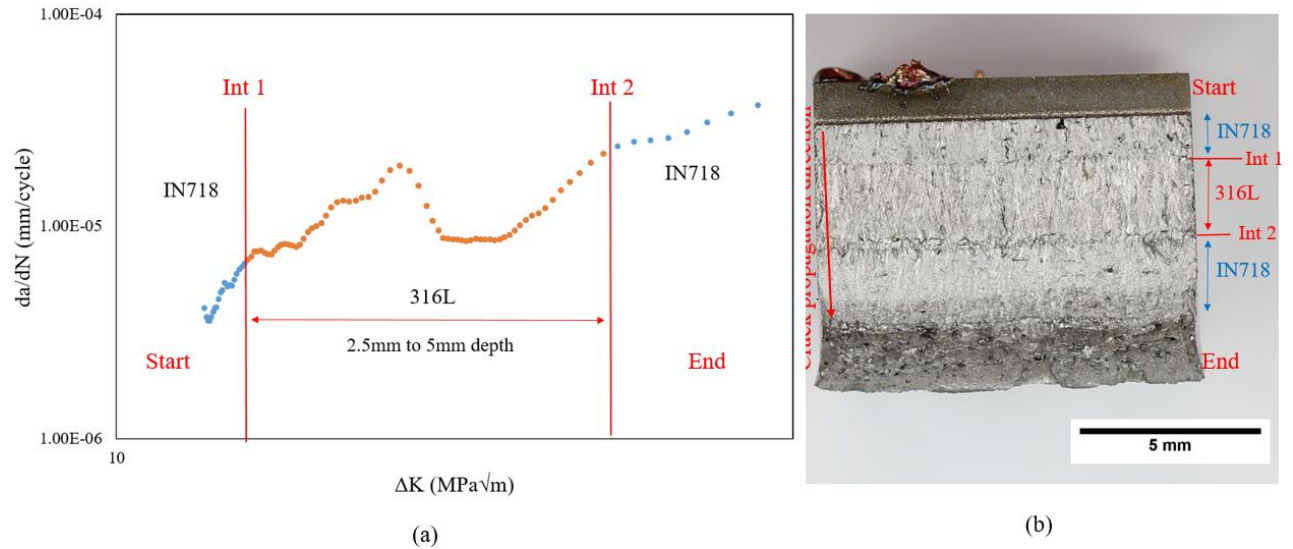 1.00E-04
Int 1
Int 2
IN718
IN718
da/dN (mm/cycle)
1.00E-05
316L
2.5mm to 5mm depth
Start
End
1.00E-06
10
ΔK (MPa√m)
(a)
Start
IN718
Int 1
316L
Int 2
IN718
End
Crack propagation direction
5 mm
(b)